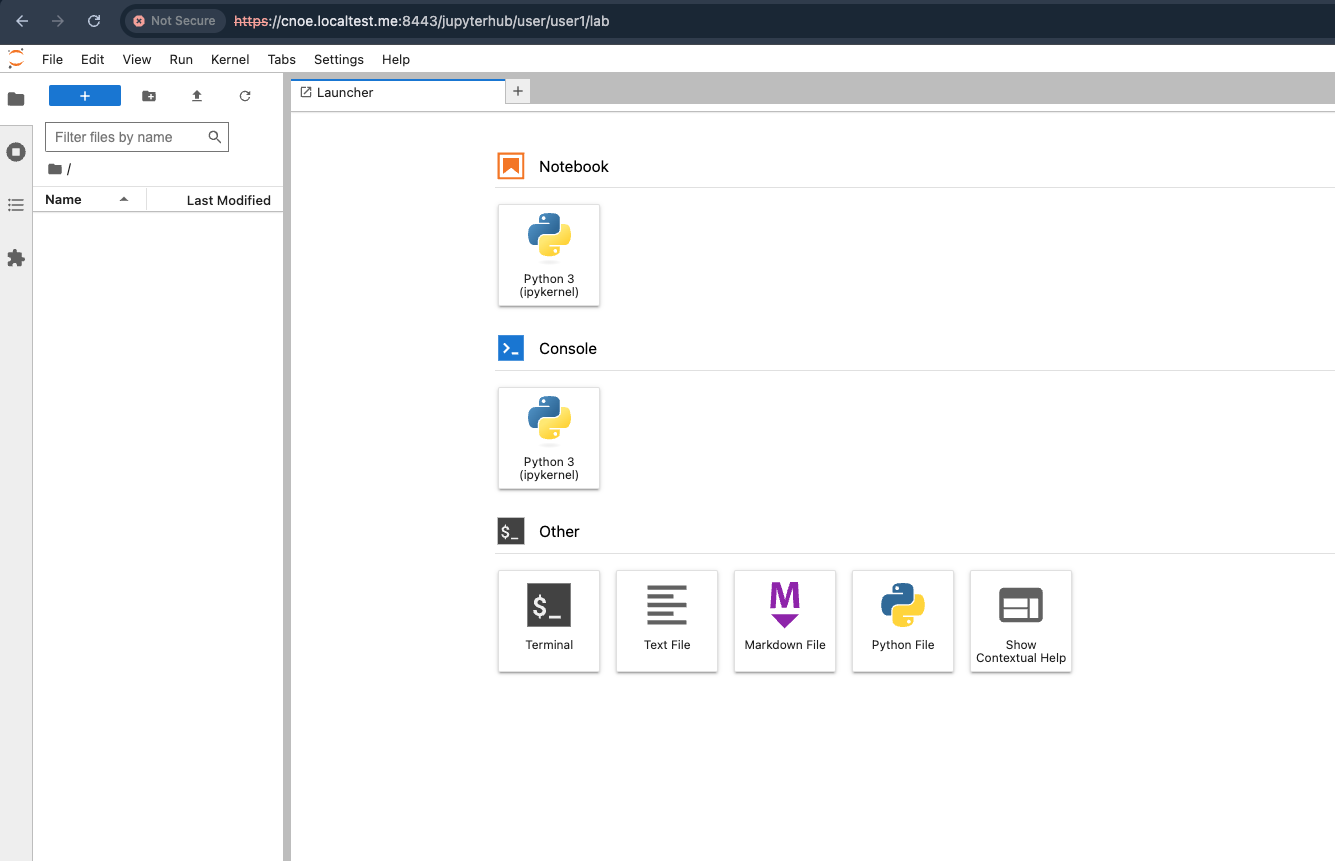 Not Secure https://cnoe.localtest.me:8443/jupyterhub/user/user1/lab
File Edit View Run Kernel Tabs Settings Help
+
Launcher +
Filter files by name
/
Name Last Modified
Notebook
Python 3
(ipykernel)
Console
Python 3
(ipykernel)
$_ Other
$_
M
Terminal Text File Markdown File Python File Show
Contextual Help